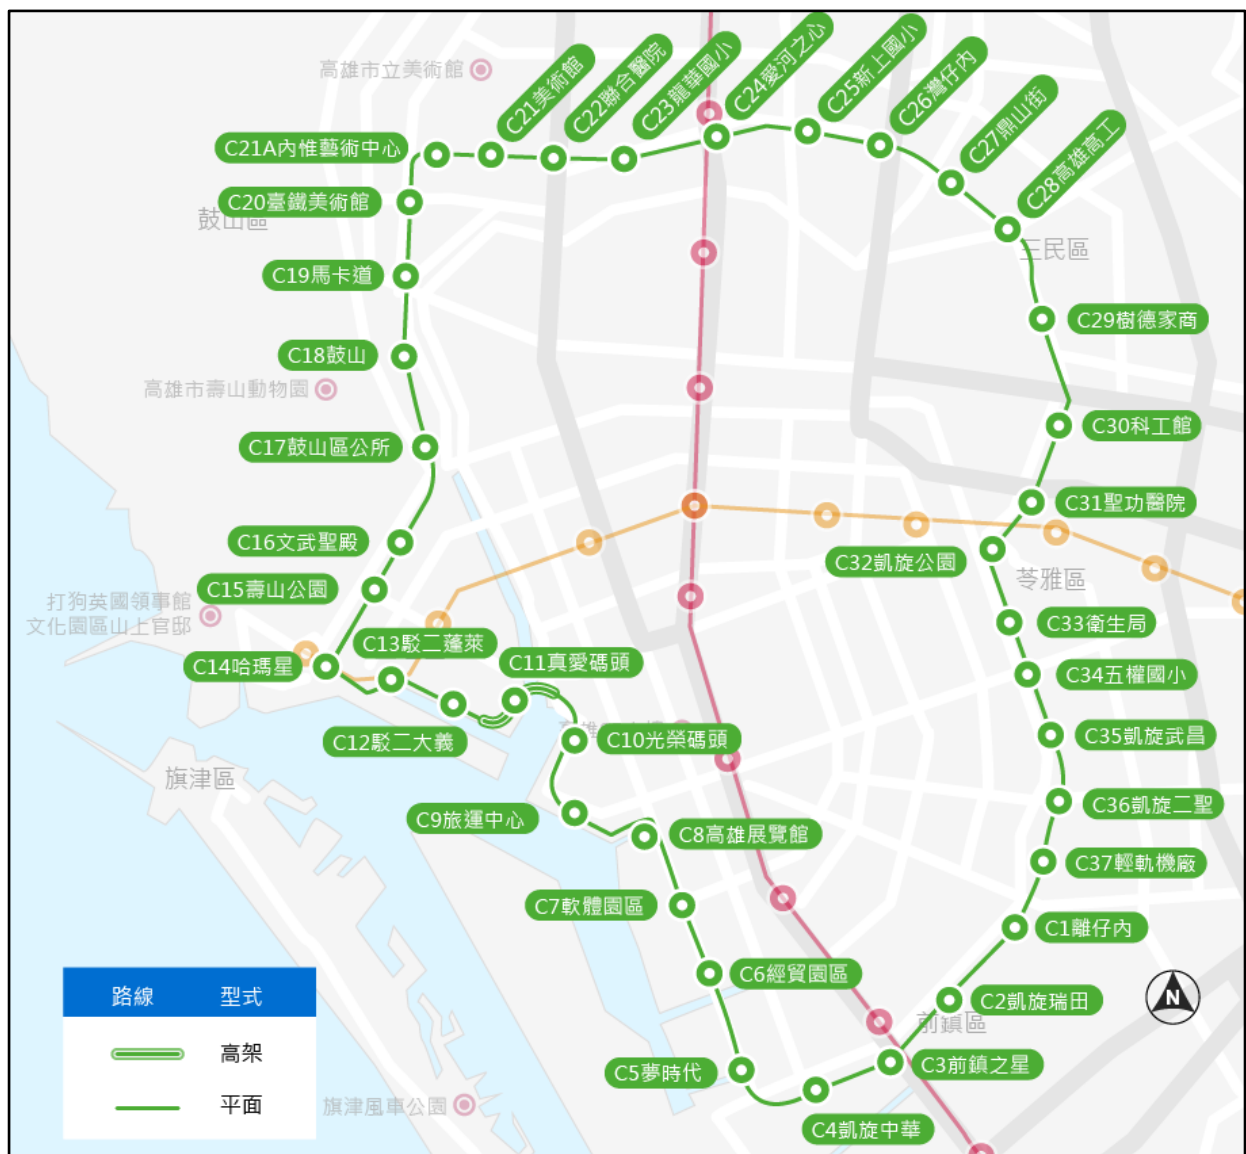 高雄市立美術館
C21美術館
C22聯合醫院
C23龍華國小
C24愛河之心
C25新上國小
C26灣仔內
C27鼎山街
C28高雄高工
C21A內惟藝術中心
C20臺鐵美術館
鼓山區
三民區
C19馬卡道
C29樹德家商
C18鼓山
高雄市壽山動物園
C17鼓山區公所
C30科工館
C31聖功醫院
C16文武聖殿
C32凱旋公園
苓雅區
C15壽山公園
打狗英國領事館
文化園區山上官邸
C33衛生局
C13駁二蓬萊
C11真愛碼頭
C14哈瑪星
C34五權國小
C12駁二大義
C10光榮碼頭
C35凱旋武昌
旗津區
C36凱旋二聖
C9旅運中心
C8高雄展覽館
C37輕軌機廠
C7軟體園區
C1籬仔內
C6經貿園區
路線 型式
N
C2凱旋瑞田
前鎮區
高架
C5夢時代
C3前鎮之星
平面
旗津風車公園
C4凱旋中華